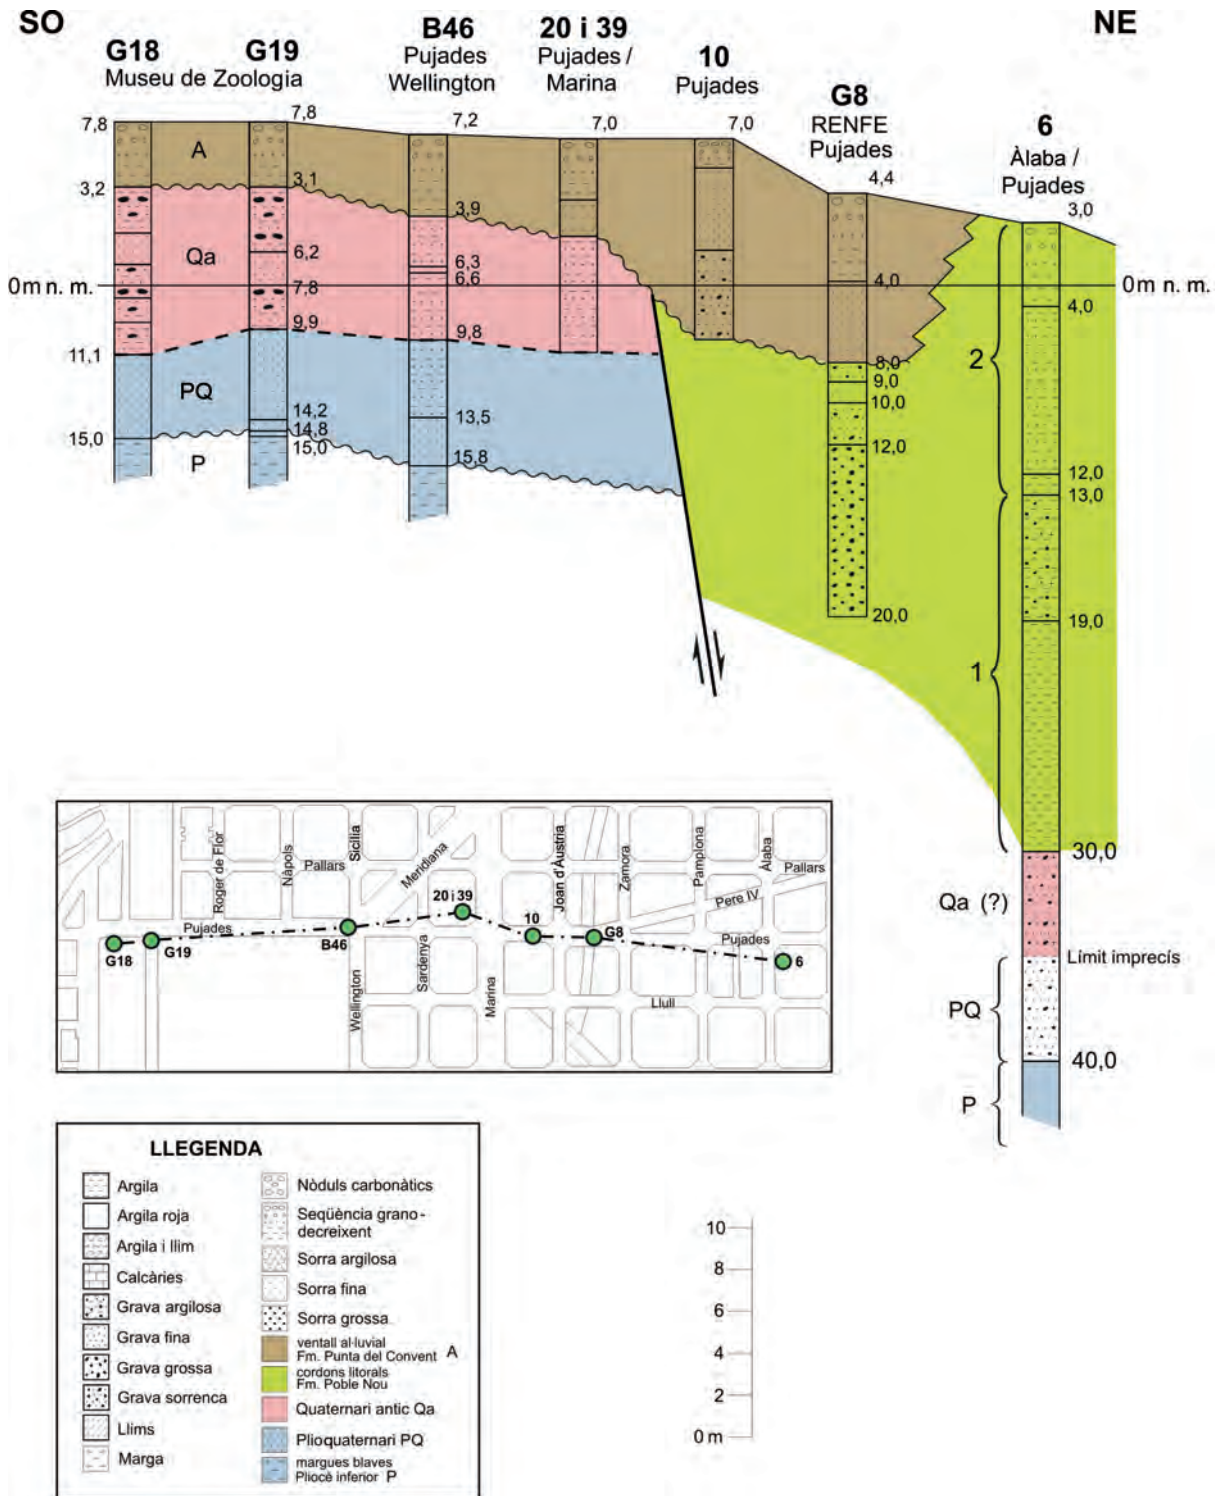 SO
NE
G18
G19
Museu de Zoologia
B46
Pujades
Wellington
20 i 39
Pujades /
Marina
10
Pujades
G8
RENFE
Pujades
6
Àlaba /
Pujades
7,8
7,8
7,2
7,0
7,0
4,4
3,0
A
3,2
3,1
3,9
Qa
6,2
6,3
6,6
0m n. m.
7,8
4,0
0m n. m.
4,0
9,9
9,8
11,1
8,0
9,0
10,0
2
PQ
14,2
14,8
15,0
13,5
12,0
15,0
P
15,8
12,0
13,0
20,0
19,0
1
30,0
Qa (?)
Límit imprecís
PQ
40,0
P
Roger de Flor
Nàpols
Sicília
Pallars
Meridiana
Joan d'Àustria
Zamora
Pamplona
Àlaba
Pallars
Pere IV
Pujades
20 i 39
10
G8
Pujades
G18
G19
B46
6
Wellington
Sardenya
Marina
Llull
LLEGENDA
Argila
Argila roja
Argila i llim
Calcàries
Grava argilosa
Grava fina
Grava grossa
Grava sorrenca
Llims
Marga
Nòduls carbonàtics
Seqüència grano-
decreixent
Sorra argilosa
Sorra fina
Sorra grossa
ventall al·luvial
Fm. Punta del Convent A
cordons litorals
Fm. Poble Nou
Quaternari antic Qa
Plioquaternari PQ
margues blaves
Pliocè inferior P
10
8
6
4
2
0 m